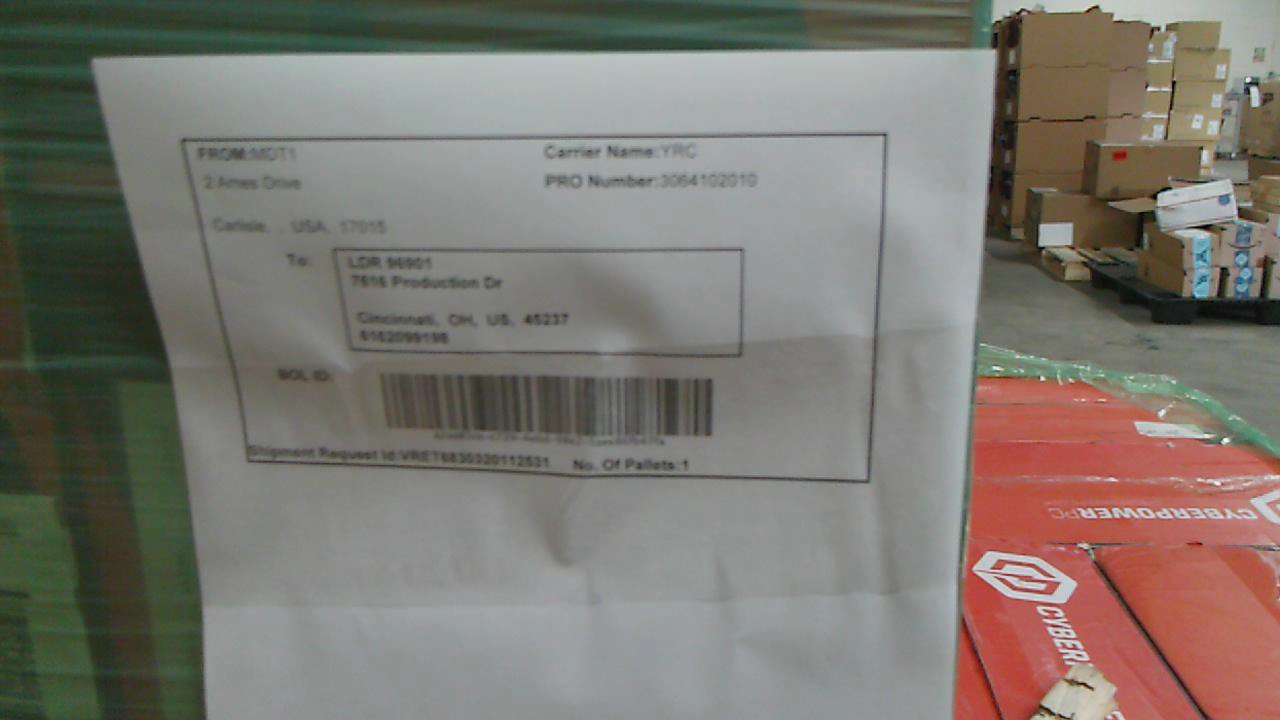 FROM:MDT1
Carrier Name:YRC
2 Ames Drive
PRO Number:3064102010
Carlisle, , USA, 17015
To:
LDR 96901
7616 Production Dr
Cincinnati, OH, US, 45237
6162099198
BOL ID:
Shipment Request Id:VRET6830320112531 No. Of Pallets:1
CYBERPOWERPC
CYBER